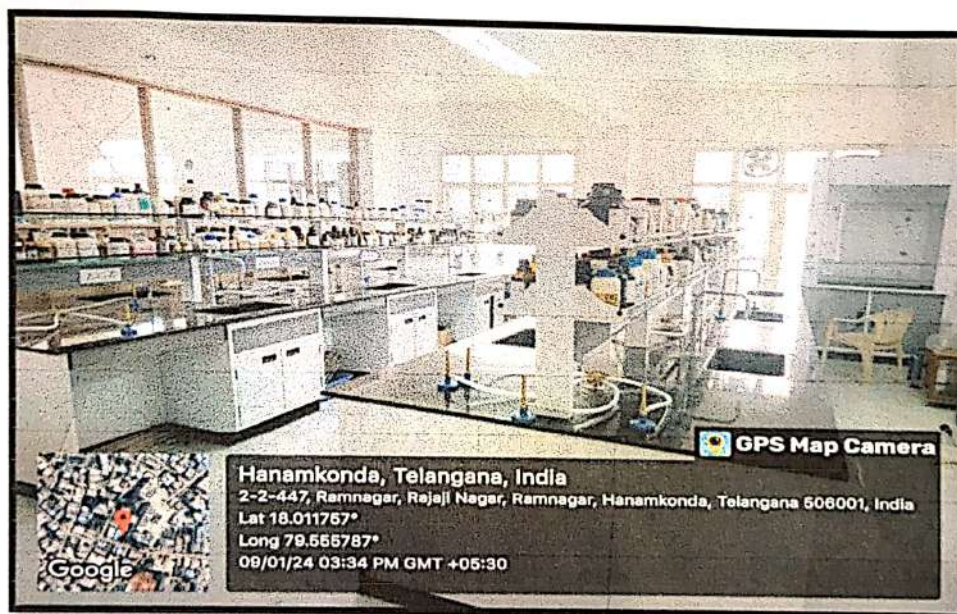 GPS Map Camera
Hanamkonda, Telangana, India
2-2-447, Ramnagar, Rajaji Nagar, Ramnagar, Hanamkonda, Telangana 506001, India
Lat 18.011757°
Long 79.555787°
09/01/24 03:34 PM GMT +05:30
Google